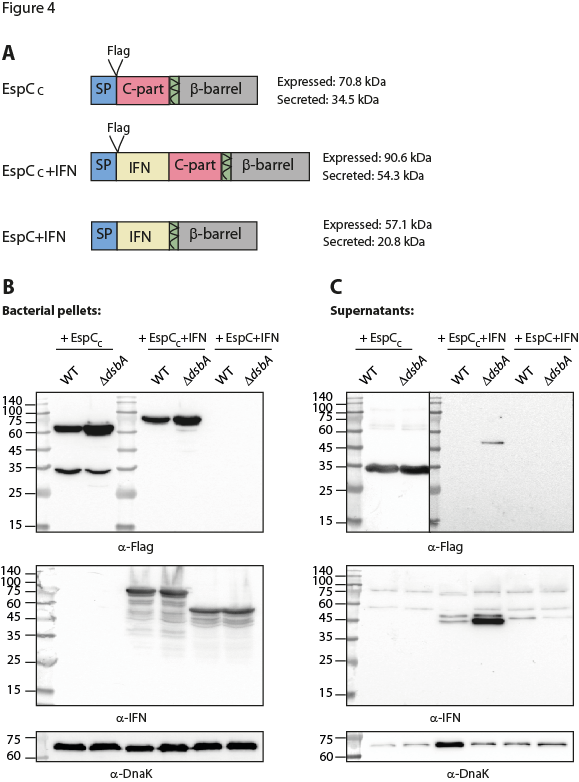 Figure 4
A
Flag
EspC C
SP C-part β-barrel
Expressed: 70.8 kDa
Secreted: 34.5 kDa
Flag
EspC C +IFN
SP IFN C-part β-barrel
Expressed: 90.6 kDa
Secreted: 54.3 kDa
EspC+IFN
SP IFN β-barrel
Expressed: 57.1 kDa
Secreted: 20.8 kDa
B
Bacterial pellets:
+ EspCC + EspCC+IFN + EspC+IFN
WT ΔdsbA WT ΔdsbA WT ΔdsbA
140
100
75
60
45
35
25
15
α-Flag
140
100
75
60
45
35
25
15
α-IFN
75
60
α-DnaK
C
Supernatants:
+ EspCC + EspCC+IFN + EspC+IFN
WT ΔdsbA WT ΔdsbA WT ΔdsbA
140
100
75
60
45
35
25
15
α-Flag
140
100
75
60
45
35
25
15
α-IFN
75
60
α-DnaK